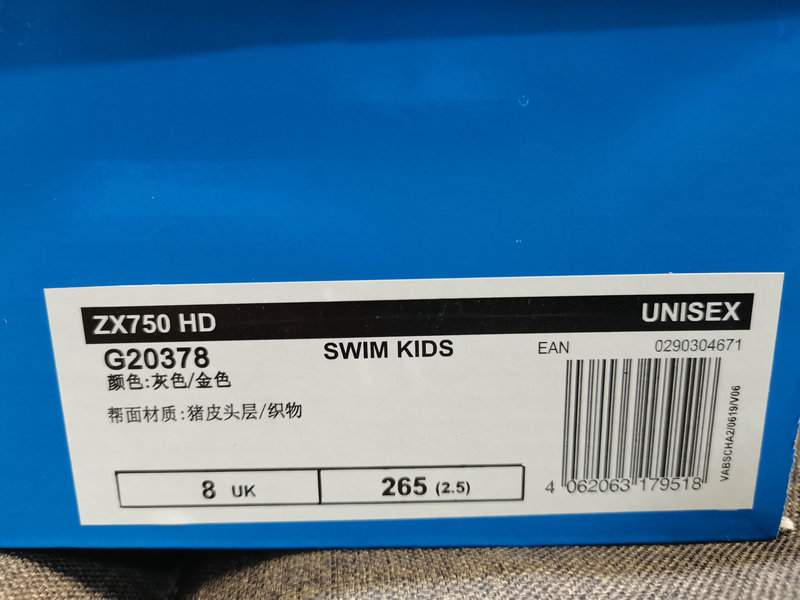 ZX750 HD UNISEX
G20378 SWIM KIDS EAN 0290304671
颜色:灰色/金色
帮面材质:猪皮头层/织物
8 UK 265 (2.5)
4 062063 179518
VABSCHA2/0619/V06